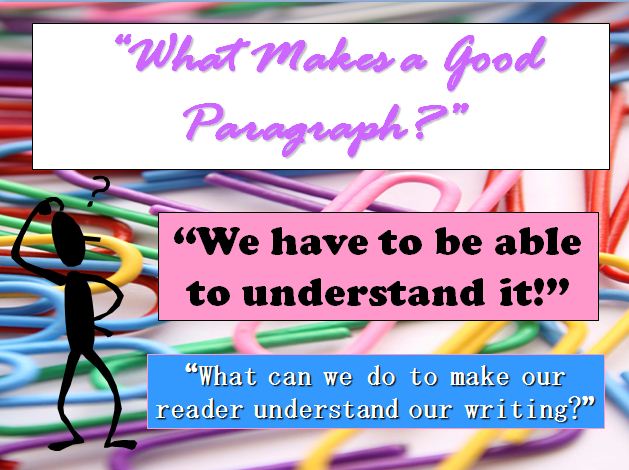 “What Makes a Good
Paragraph?”
?
“We have to be able
to understand it!”
“What can we do to make our
reader understand our writing?”